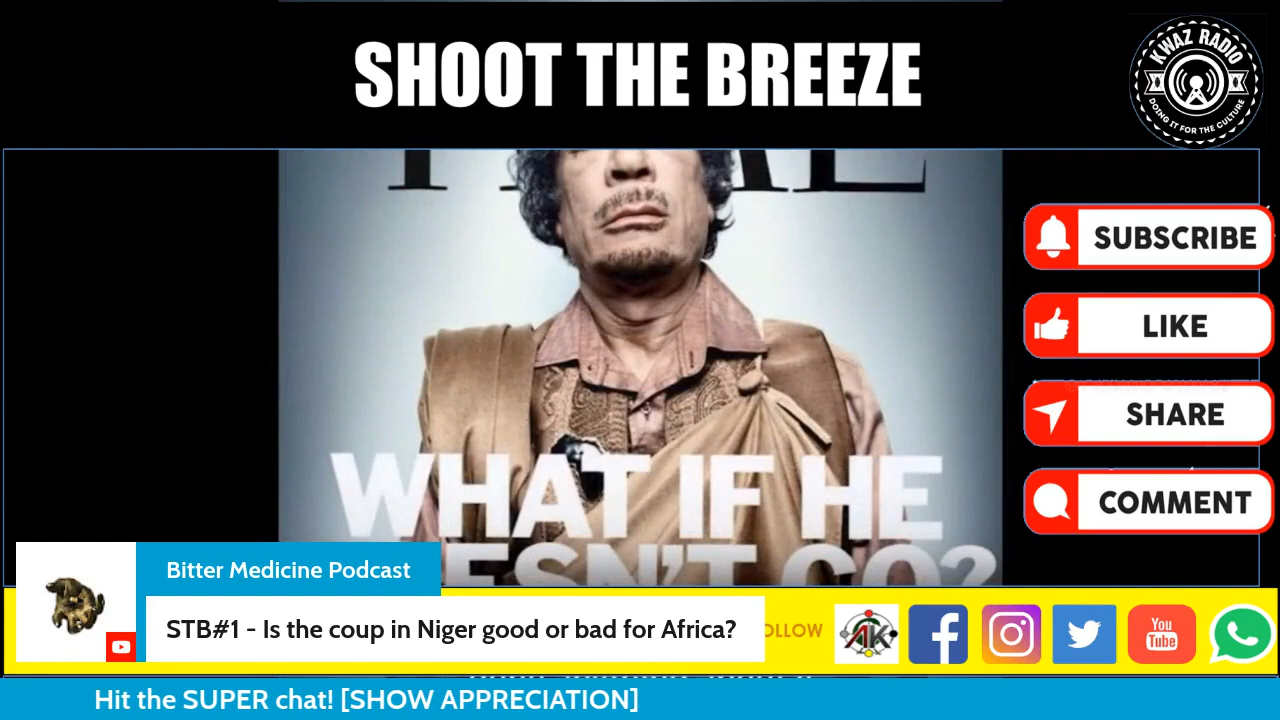 SHOOT THE BREEZE
KWAZ RADIO
DOING IT FOR THE CULTURE
SUBSCRIBE
LIKE
SHARE
COMMENT
WHAT IF HE
Bitter Medicine Podcast
STB#1 - Is the coup in Niger good or bad for Africa?
You
Tube
Hit the SUPER chat! [SHOW APPRECIATION]